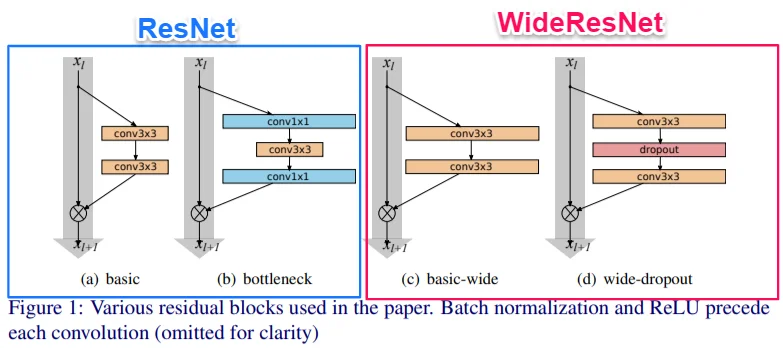 ResNet
WideResNet
x_l
conv3x3
conv3x3
x_{l+1}
(a) basic
x_l
conv1x1
conv3x3
conv1x1
x_{l+1}
(b) bottleneck
x_l
conv3x3
conv3x3
x_{l+1}
(c) basic-wide
x_l
conv3x3
dropout
conv3x3
x_{l+1}
(d) wide-dropout
Figure 1: Various residual blocks used in the paper. Batch normalization and ReLU precede
each convolution (omitted for clarity)